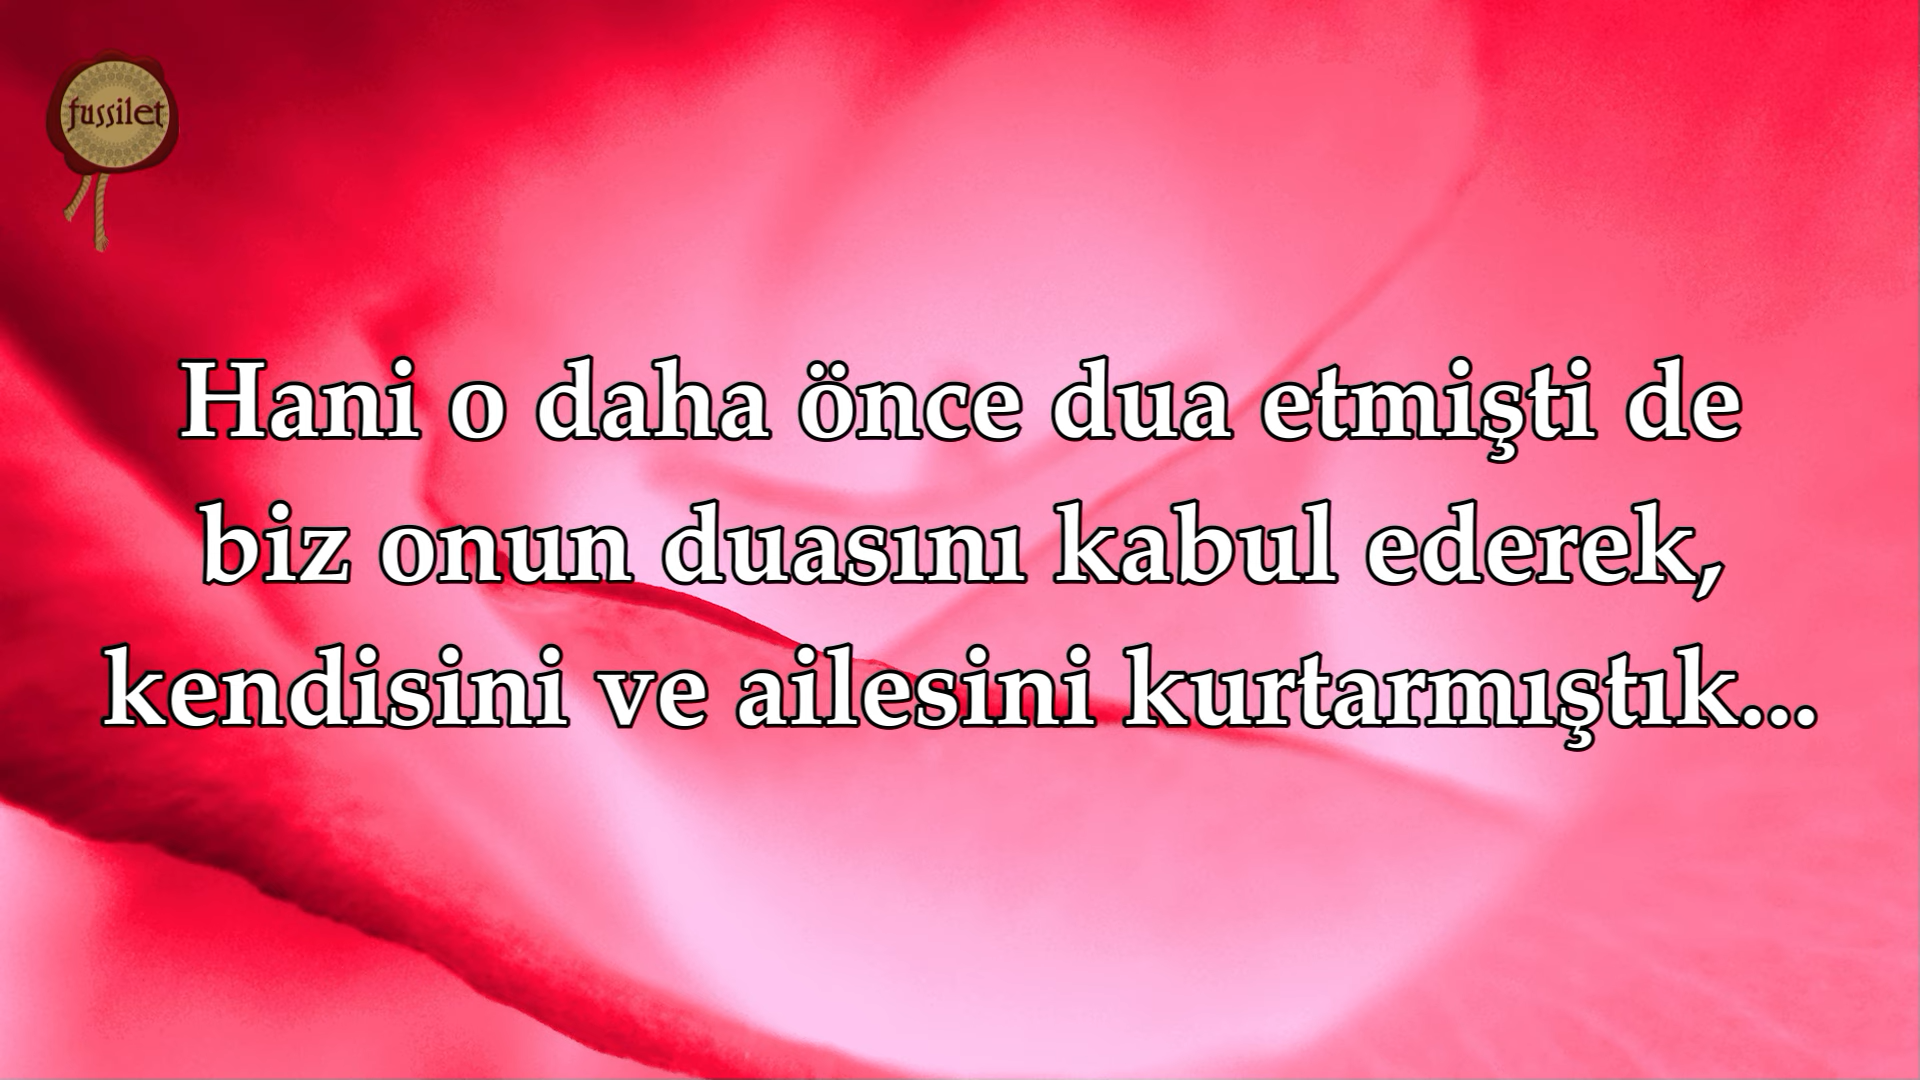 fussilet
Hani o daha önce dua etmişti de
biz onun duasını kabul ederek,
kendisini ve ailesini kurtarmıştık...